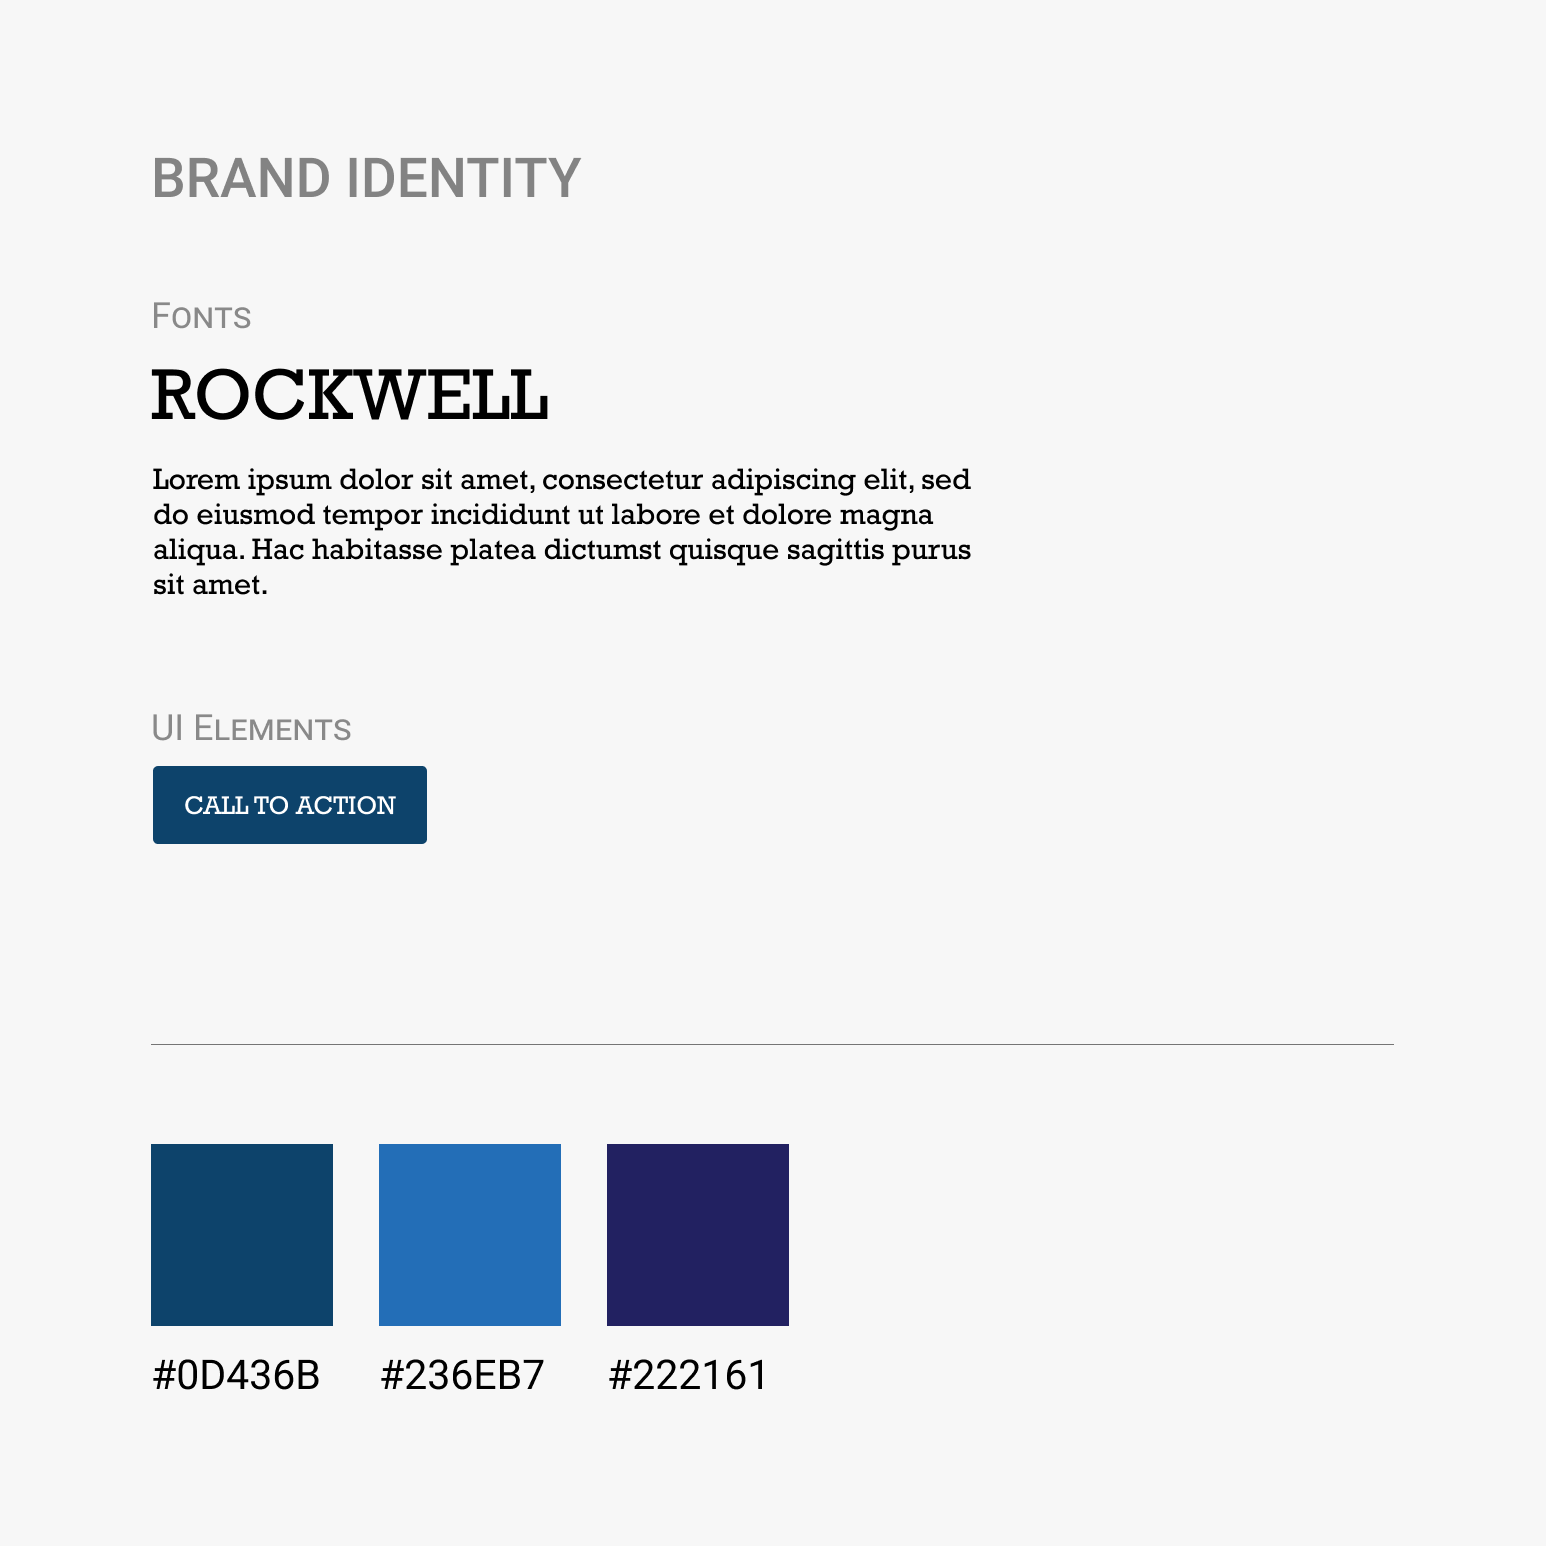 BRAND IDENTITY
Fonts
ROCKWELL
Lorem ipsum dolor sit amet, consectetur adipiscing elit, sed
do eiusmod tempor incididunt ut labore et dolore magna
aliqua. Hac habitasse platea dictumst quisque sagittis purus
sit amet.
UI Elements
CALL TO ACTION
#0D436B #236EB7 #222161